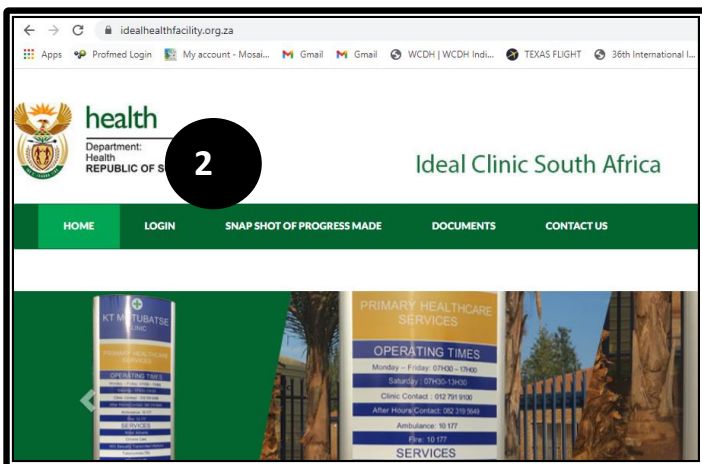 idealhealthfacility.org.za
Apps Profmed Login My account - Mosai... Gmail Gmail WCDH | WCDH Indi... TEXAS FLIGHT 36th International I...
health
Department:
Health
REPUBLIC OF S
2
Ideal Clinic South Africa
HOME LOGIN SNAP SHOT OF PROGRESS MADE DOCUMENTS CONTACT US
KT M TUBATSE
CLINIC
PRIMARY HEALTHCARE
SERVICES
OPERATING TIMES
SERVICES
PRIMARY HEALTHCARE
SERVICES
OPERATING TIMES
Monday - Friday: 07H30 - 17H00
Saturday: 07H30-13H30
Clinic Contact : 012 791 9100
After Hours Contact: 082 319 5649
Ambulance: 10 177
Fire: 10 177
SERVICES